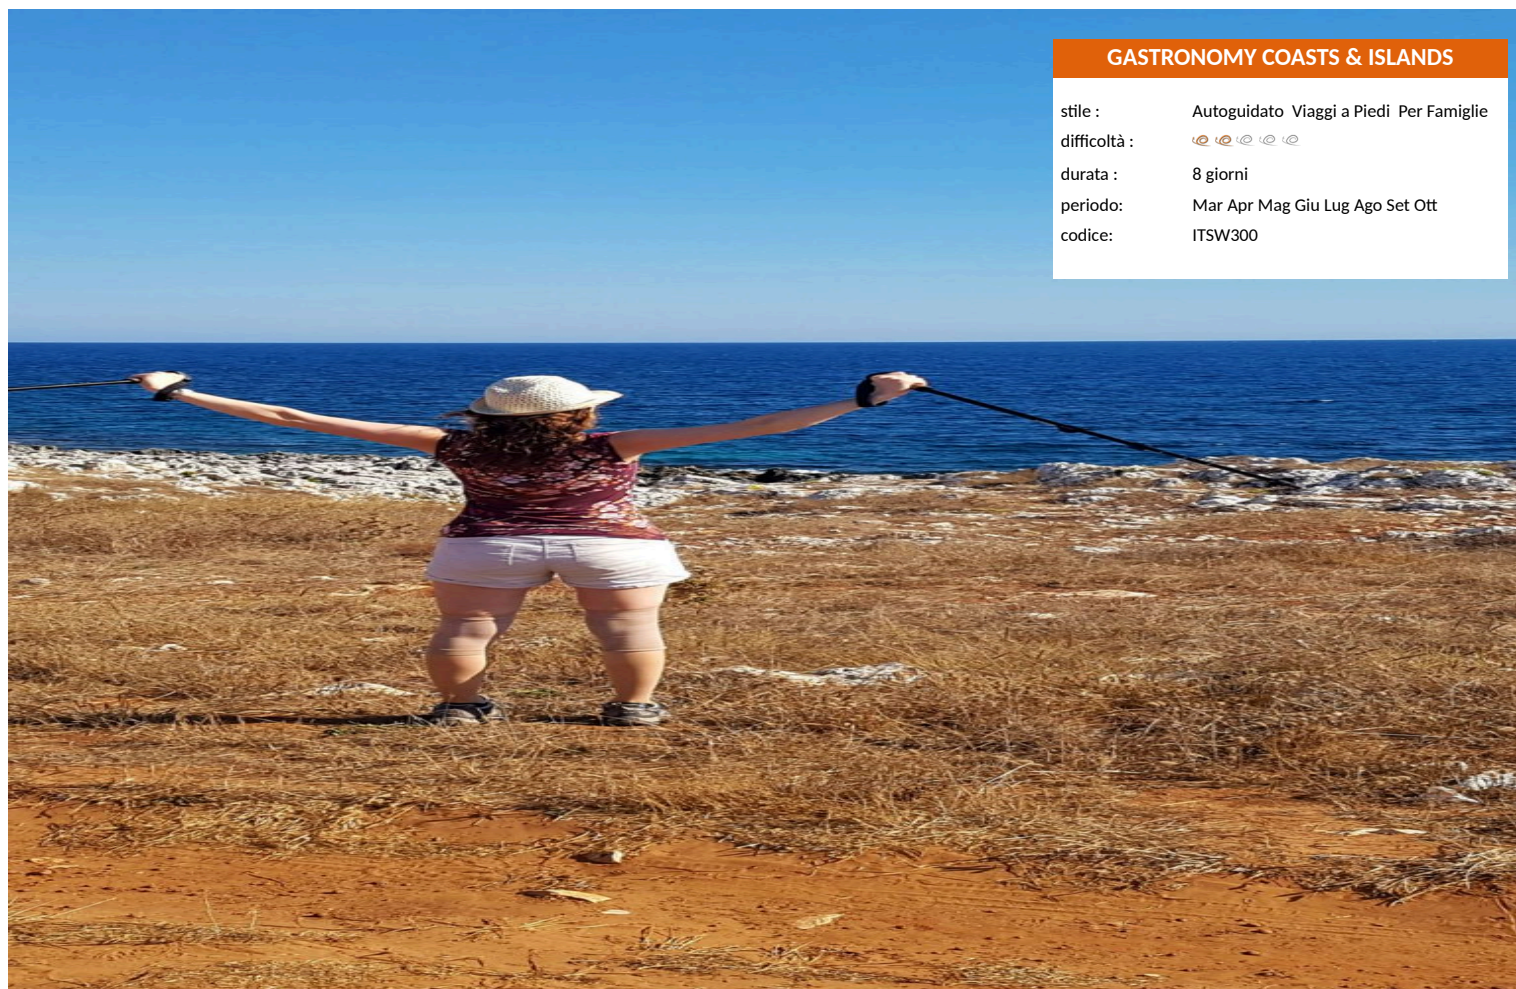 GASTRONOMY COASTS & ISLANDS
stile : Autoguidato Viaggi a Piedi Per Famiglie
difficoltà :
durata : 8 giorni
periodo: Mar Apr Mag Giu Lug Ago Set Ott
codice: ITSW300